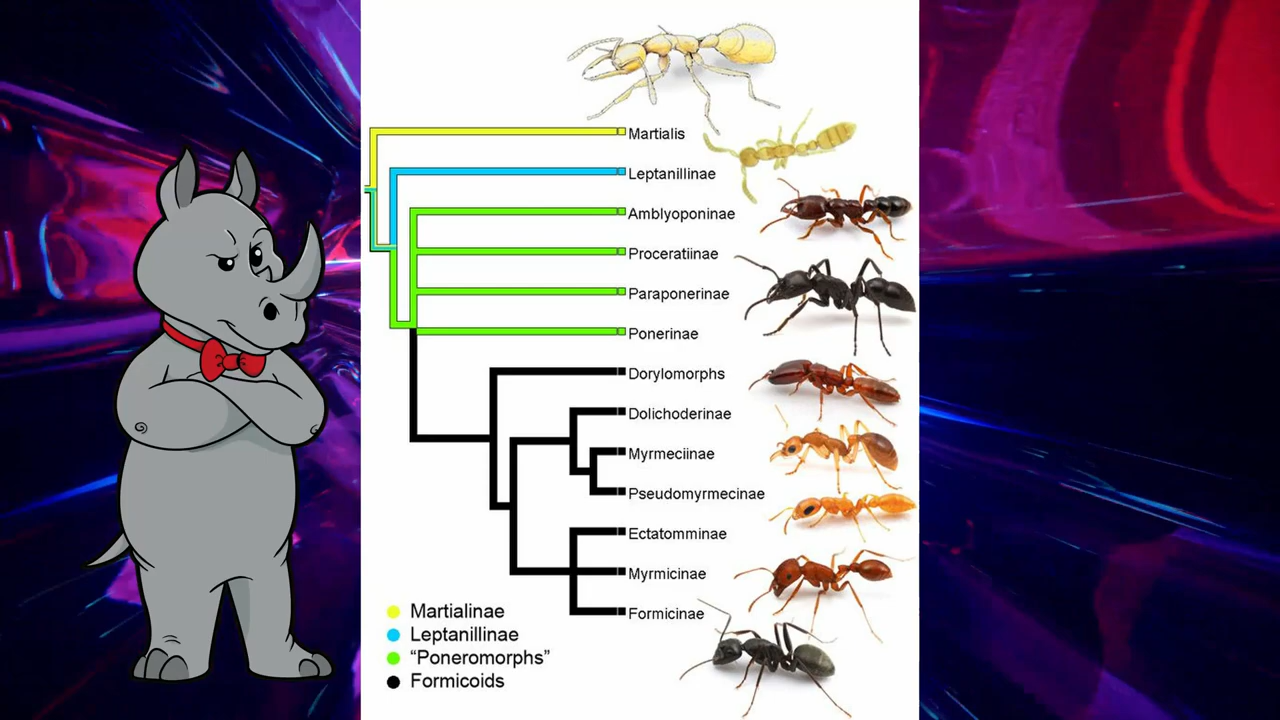 Martialis
Leptanillinae
Amblyoponinae
Proceratiinae
Paraponerinae
Ponerinae
Dorylomorphs
Dolichoderinae
Myrmeciinae
Pseudomyrmecinae
Ectatomminae
Myrmicinae
Formicinae
Martialinae
Leptanillinae
“Poneromorphs”
Formicoids